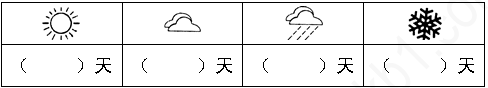 （　　）天　（　　）天　（　　）天　（　　）天